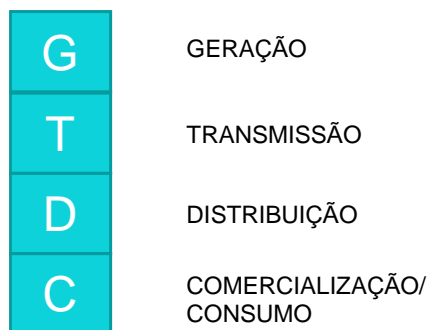 G GERAÇÃO
T TRANSMISSÃO
D DISTRIBUIÇÃO
C COMERCIALIZAÇÃO/
CONSUMO